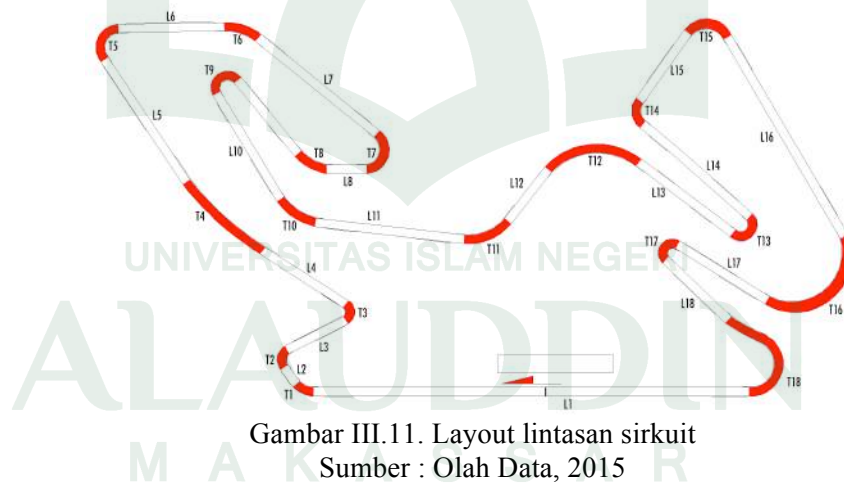 L6
T5
T6
T9
L7
L5
L10
T8
T7
L8
T4
T10
L11
T11
L12
T12
L13
T15
L15
T14
L16
L14
T13
T17
L17
T16
L18
L4
T3
L3
T2
L2
T1
T18
L1
UNIVERSITAS ISLAM NEGERI
ALAUDDIN
MAKASSAR
Gambar III.11. Layout lintasan sirkuit
Sumber : Olah Data, 2015